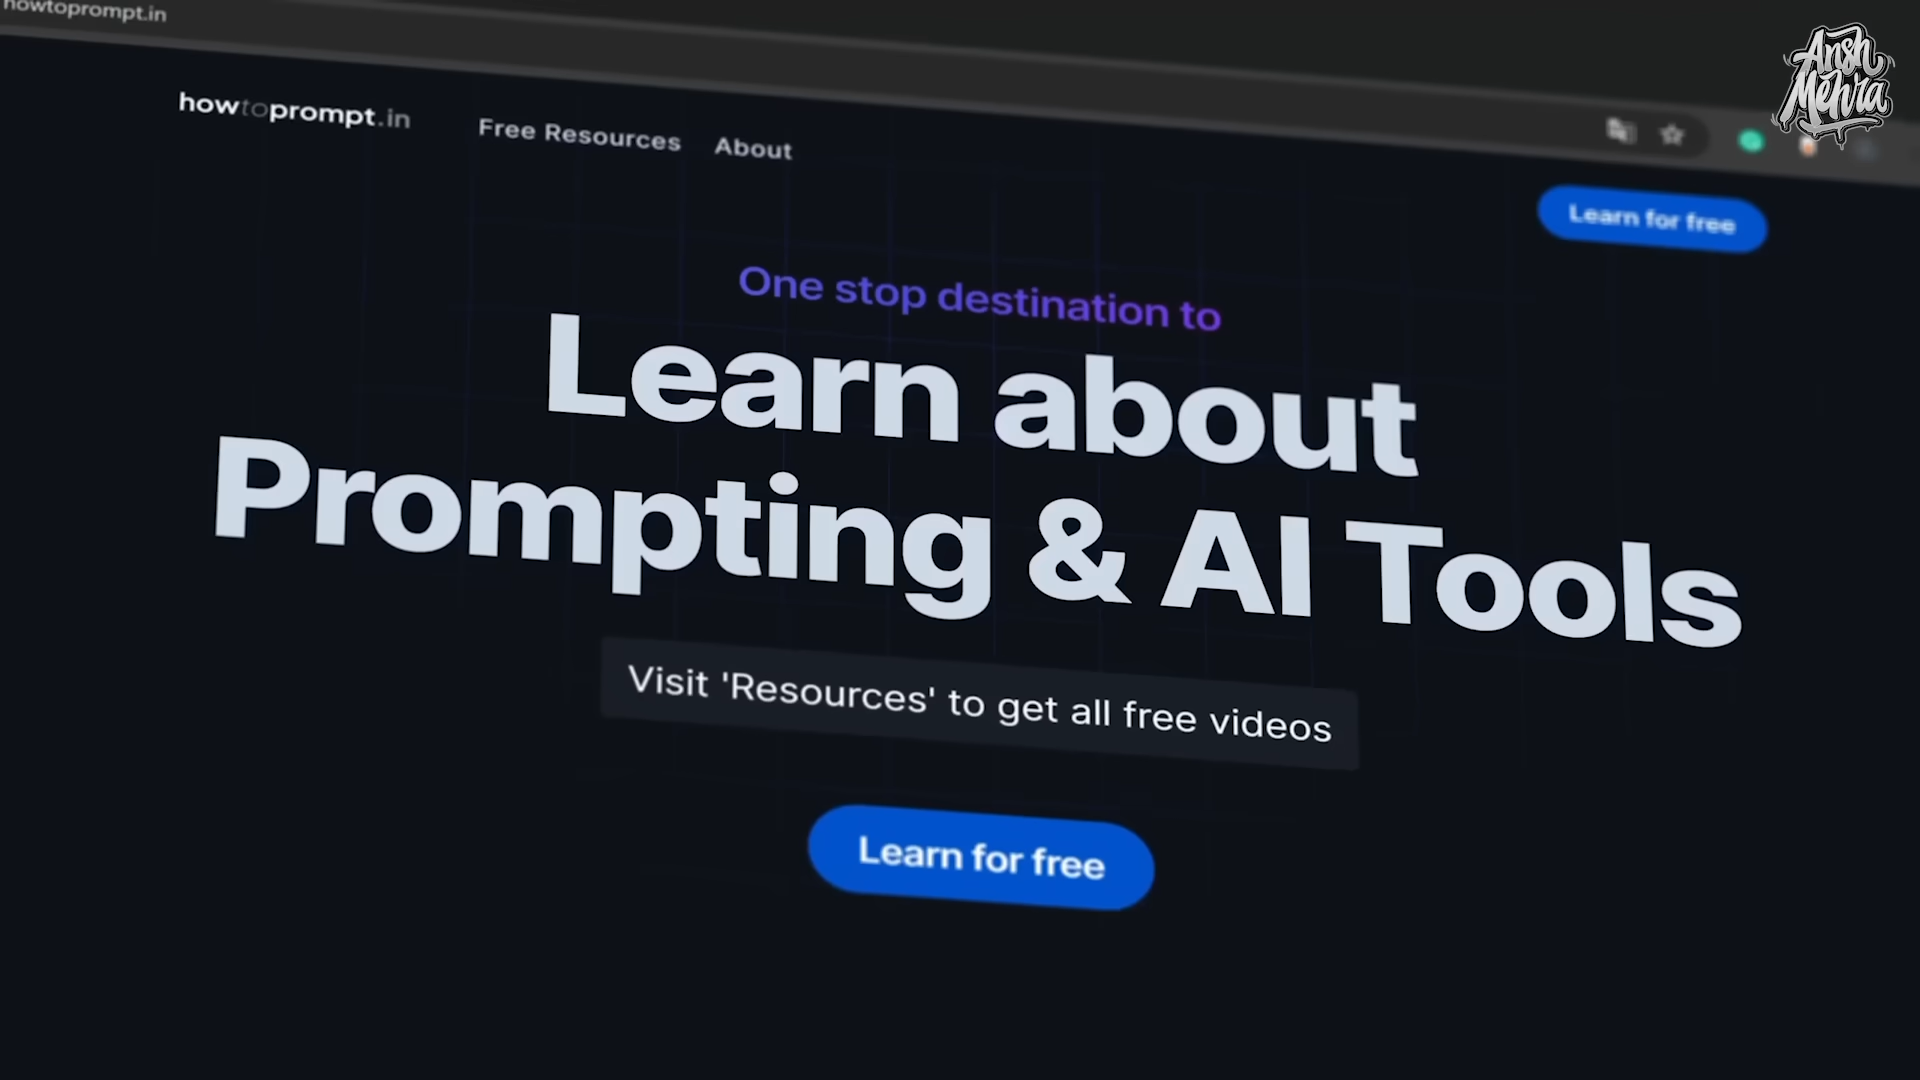 howtoprompt.in
Ansh
Mehra
howtoprompt.in
Free Resources
About
Learn for free
One stop destination to
Learn about
Prompting & AI Tools
Visit 'Resources' to get all free videos
Learn for free